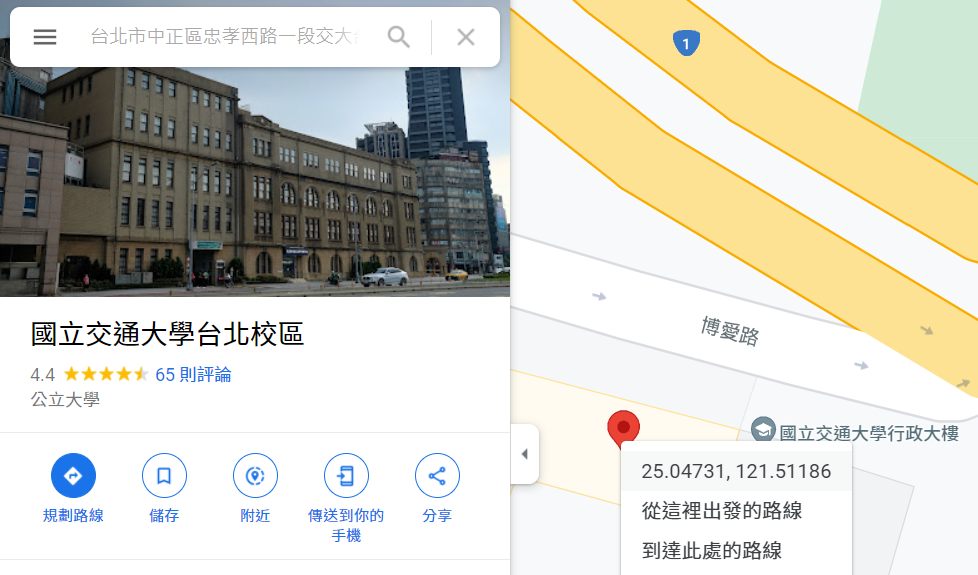 台北市中正區忠孝西路一段交大
國立交通大學台北校區
4.4 65 則評論
公立大學
規劃路線
儲存
附近
傳送到你的
手機
分享
1
博愛路
國立交通大學行政大樓
25.04731, 121.51186
從這裡出發的路線
到達此處的路線